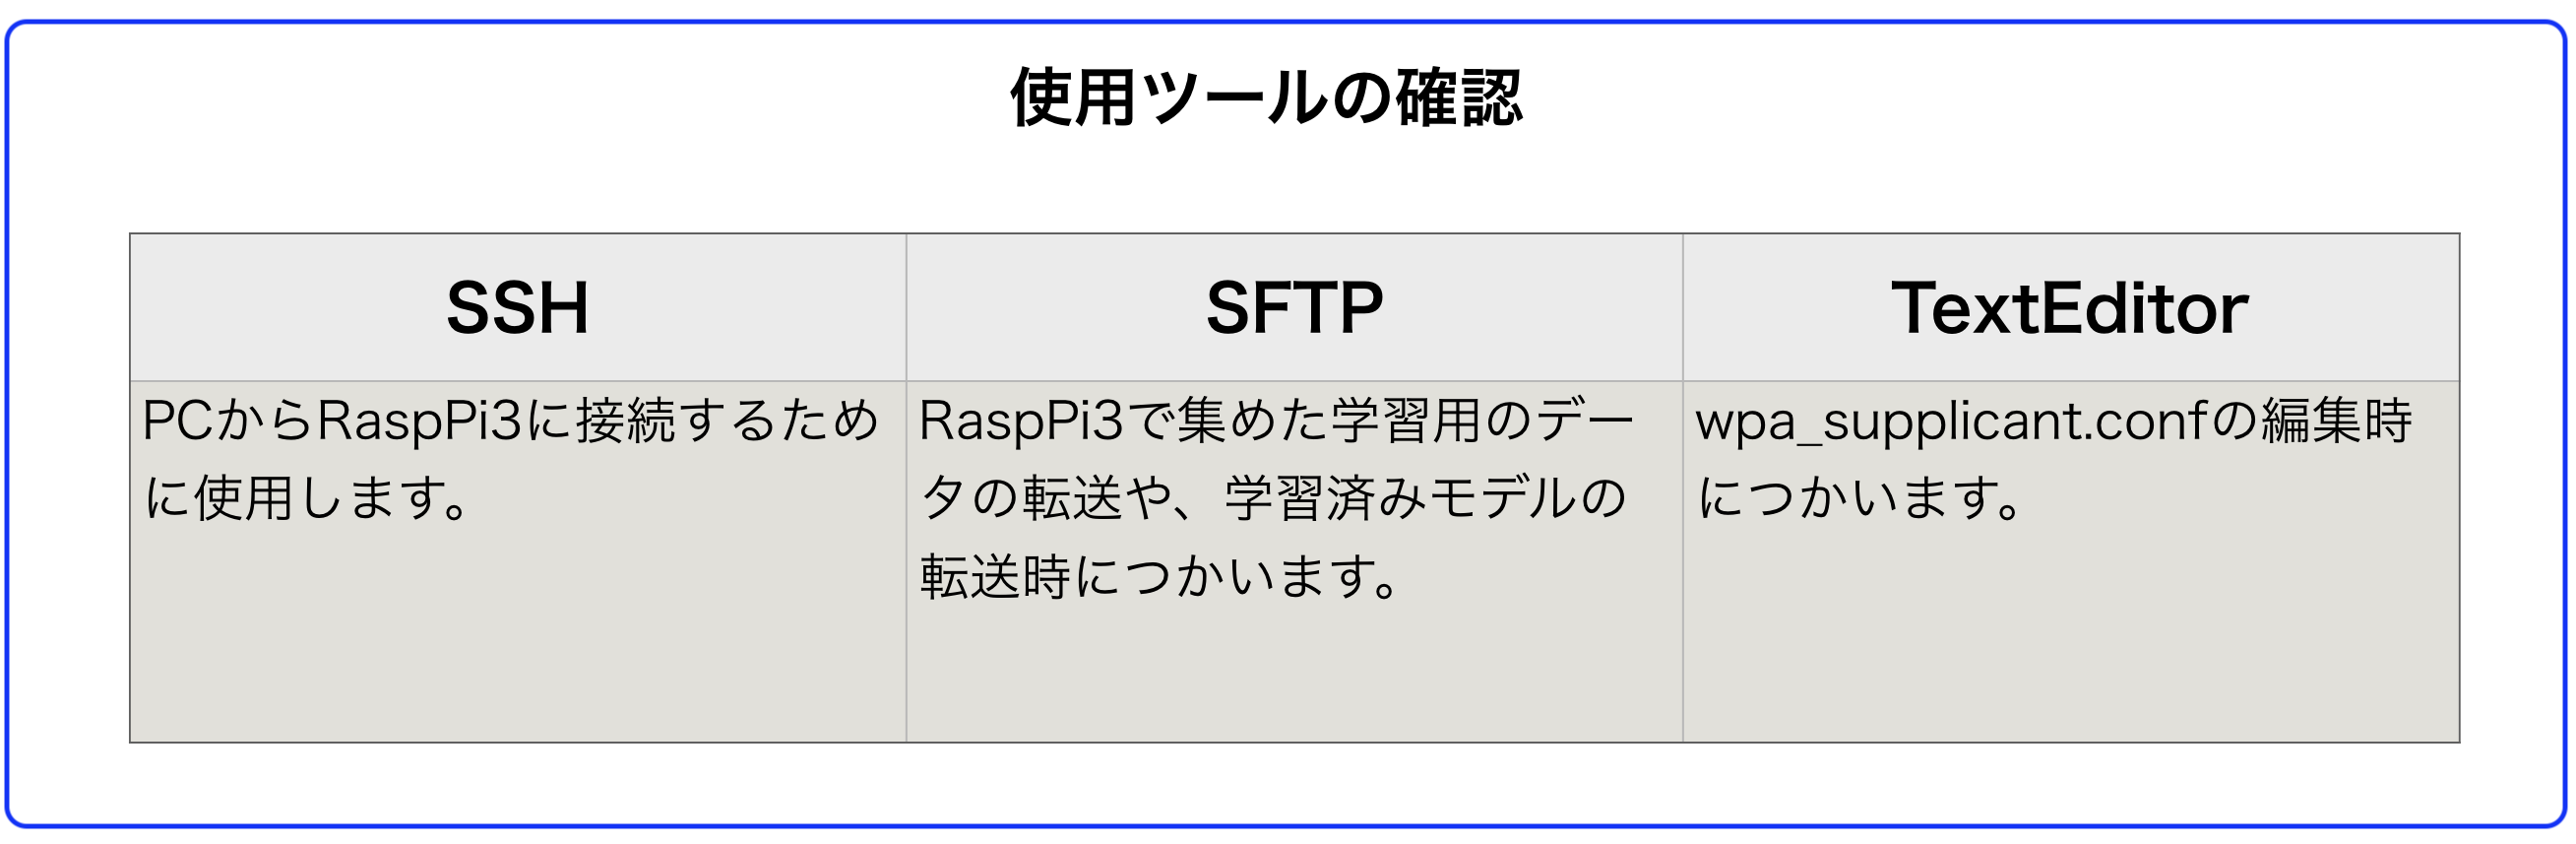 使用ツールの確認
SSH
SFTP
TextEditor
PCからRaspPi3に接続するため
に使用します。
RaspPi3で集めた学習用のデー
タの転送や、学習済みモデルの
転送時につかいます。
wpa_supplicant.confの編集時
につかいます。